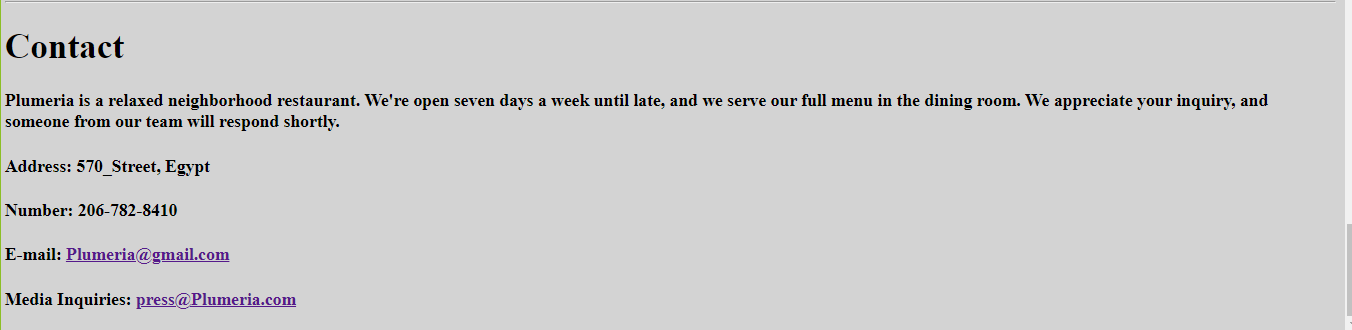 Contact
Plumeria is a relaxed neighborhood restaurant. We're open seven days a week until late, and we serve our full menu in the dining room. We appreciate your inquiry, and
someone from our team will respond shortly.
Address: 570_Street, Egypt
Number: 206-782-8410
E-mail: Plumeria@gmail.com
Media Inquiries: press@Plumeria.com